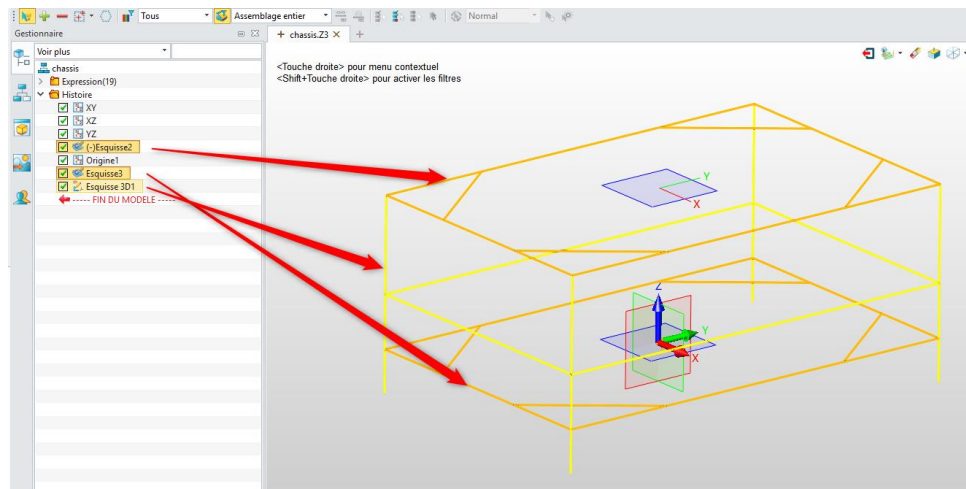 Tous
Assemblage entier
Normal
Gestionnaire
chassis.Z3
Voir plus
chassis
Expression(19)
Histoire
XY
XZ
YZ
(-)Esquisse2
Origine1
Esquisse3
Esquisse 3D1
----- FIN DU MODELE -----
<Touche droite> pour menu contextuel
<Shift+Touche droite> pour activer les filtres
Y
X
Z
Y
X